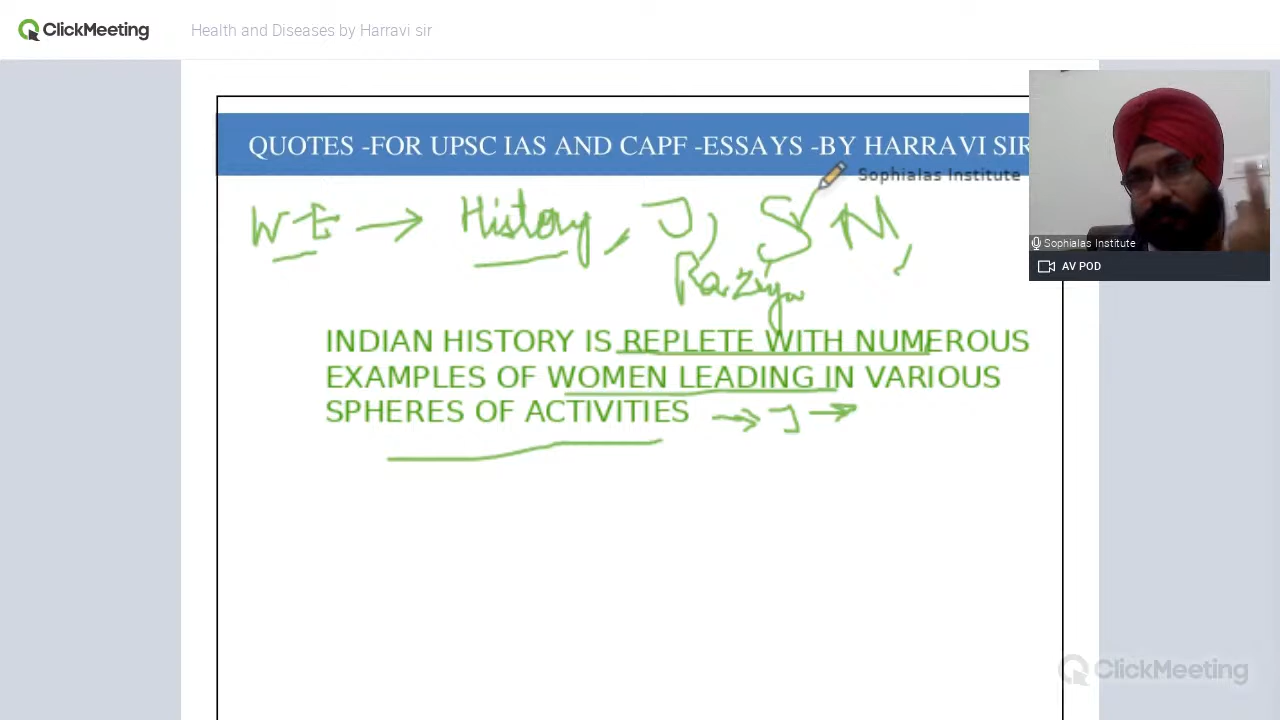 ClickMeeting
Health and Diseases by Harravi sir
QUOTES -FOR UPSC IAS AND CAPF -ESSAYS -BY HARRAVI SIR
Sophialas Institute
WE → History, J, S M,
Raziya
INDIAN HISTORY IS REPLETE WITH NUMEROUS
EXAMPLES OF WOMEN LEADING IN VARIOUS
SPHERES OF ACTIVITIES → J →
Sophialas Institute
AV POD
ClickMeeting